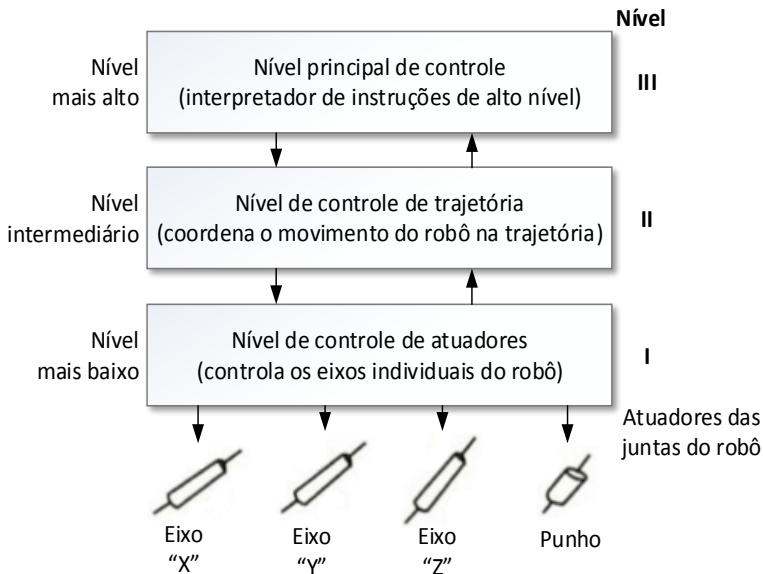 Nível
Nível
mais alto
Nível principal de controle
(interpretador de instruções de alto nível)
III
Nível
intermediário
Nível de controle de trajetória
(coordena o movimento do robô na trajetória)
II
Nível
mais baixo
Nível de controle de atuadores
(controla os eixos individuais do robô)
I
Atuadores das
juntas do robô
Eixo
"X"
Eixo
"Y"
Eixo
"Z"
Punho